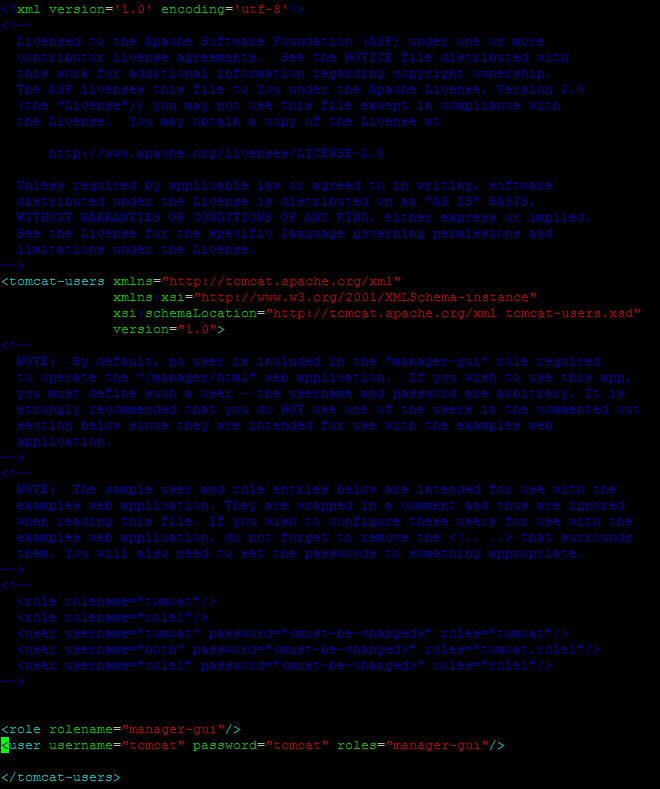 <?xml version='1.0' encoding='utf-8'?>
<!--
  Licensed to the Apache Software Foundation (ASF) under one or more
  contributor license agreements.  See the NOTICE file distributed with
  this work for additional information regarding copyright ownership.
  The ASF licenses this file to You under the Apache License, Version 2.0
  (the "License"); you may not use this file except in compliance with
  the License.  You may obtain a copy of the License at

      http://www.apache.org/licenses/LICENSE-2.0

  Unless required by applicable law or agreed to in writing, software
  distributed under the License is distributed on an "AS IS" BASIS,
  WITHOUT WARRANTIES OR CONDITIONS OF ANY KIND, either express or implied.
  See the License for the specific language governing permissions and
  limitations under the License.
-->
<tomcat-users xmlns="http://tomcat.apache.org/xml"
              xmlns:xsi="http://www.w3.org/2001/XMLSchema-instance"
              xsi:schemaLocation="http://tomcat.apache.org/xml tomcat-users.xsd"
              version="1.0">
<!--
  NOTE:  By default, no user is included in the "manager-gui" role required
  to operate the "/manager/html" web application.  If you wish to use this app,
  you must define such a user - the username and password are arbitrary. It is
  strongly recommended that you do NOT use one of the users in the commented out
  section below since they are intended for use with the examples web
  application.
-->
<!--
  NOTE:  The sample user and role entries below are intended for use with the
  examples web application. They are wrapped in a comment and thus are ignored
  when reading this file. If you wish to configure these users for use with the
  examples web application, do not forget to remove the <!.. ..> that surrounds
  them. You will also need to set the passwords to something appropriate.
-->
<!--
  <role rolename="tomcat"/>
  <role rolename="role1"/>
  <user username="tomcat" password="<must-be-changed>" roles="tomcat"/>
  <user username="both" password="<must-be-changed>" roles="tomcat,role1"/>
  <user username="role1" password="<must-be-changed>" roles="role1"/>
-->

<role rolename="manager-gui"/>
<user username="tomcat" password="tomcat" roles="manager-gui"/>

</tomcat-users>